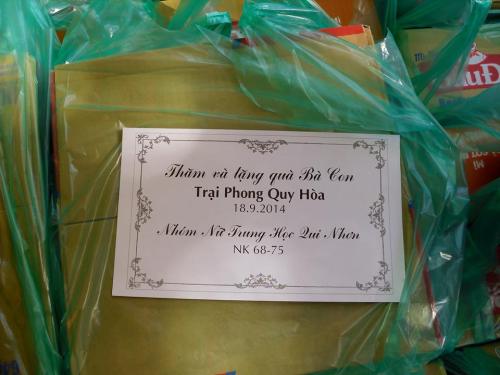 Thăm và tặng quà Bà Con
Trại Phong Quy Hòa
18.9.2014
Nhóm Nữ Trung Học Qui Nhơn
NK 68-75